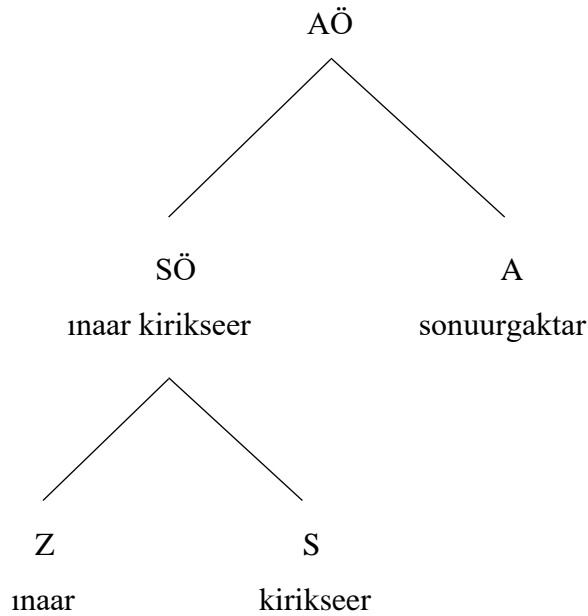 AÖ
SÖ A
ınaar kirikseer sonuurgaktar
Z S
ınaar kirikseer